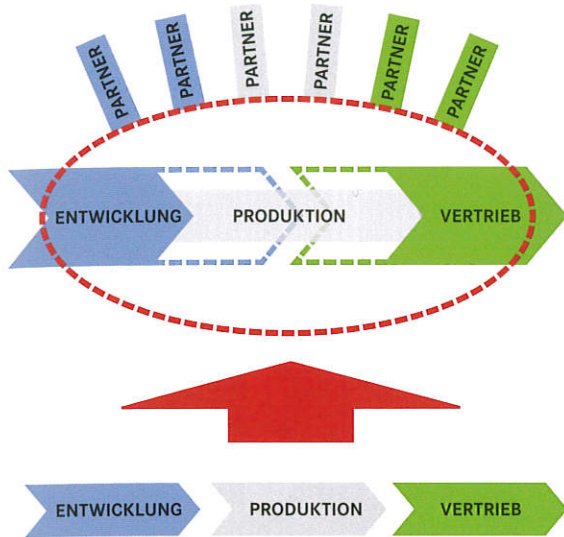 PARTNER
PARTNER
PARTNER
PARTNER
PARTNER
PARTNER
ENTWICKLUNG
PRODUKTION
VERTRIEB
ENTWICKLUNG
PRODUKTION
VERTRIEB